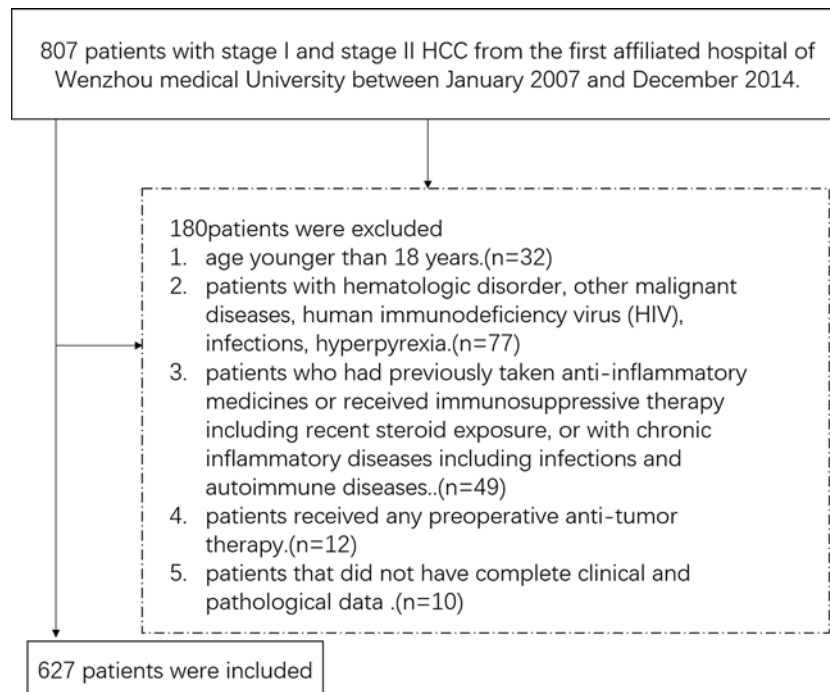 807 patients with stage I and stage II HCC from the first affiliated hospital of
Wenzhou medical University between January 2007 and December 2014.
180patients were excluded
1. age younger than 18 years.(n=32)
2. patients with hematologic disorder, other malignant
diseases, human immunodeficiency virus (HIV),
infections, hyperpyrexia.(n=77)
3. patients who had previously taken anti-inflammatory
medicines or received immunosuppressive therapy
including recent steroid exposure, or with chronic
inflammatory diseases including infections and
autoimmune diseases..(n=49)
4. patients received any preoperative anti-tumor
therapy.(n=12)
5. patients that did not have complete clinical and
pathological data .(n=10)
627 patients were included